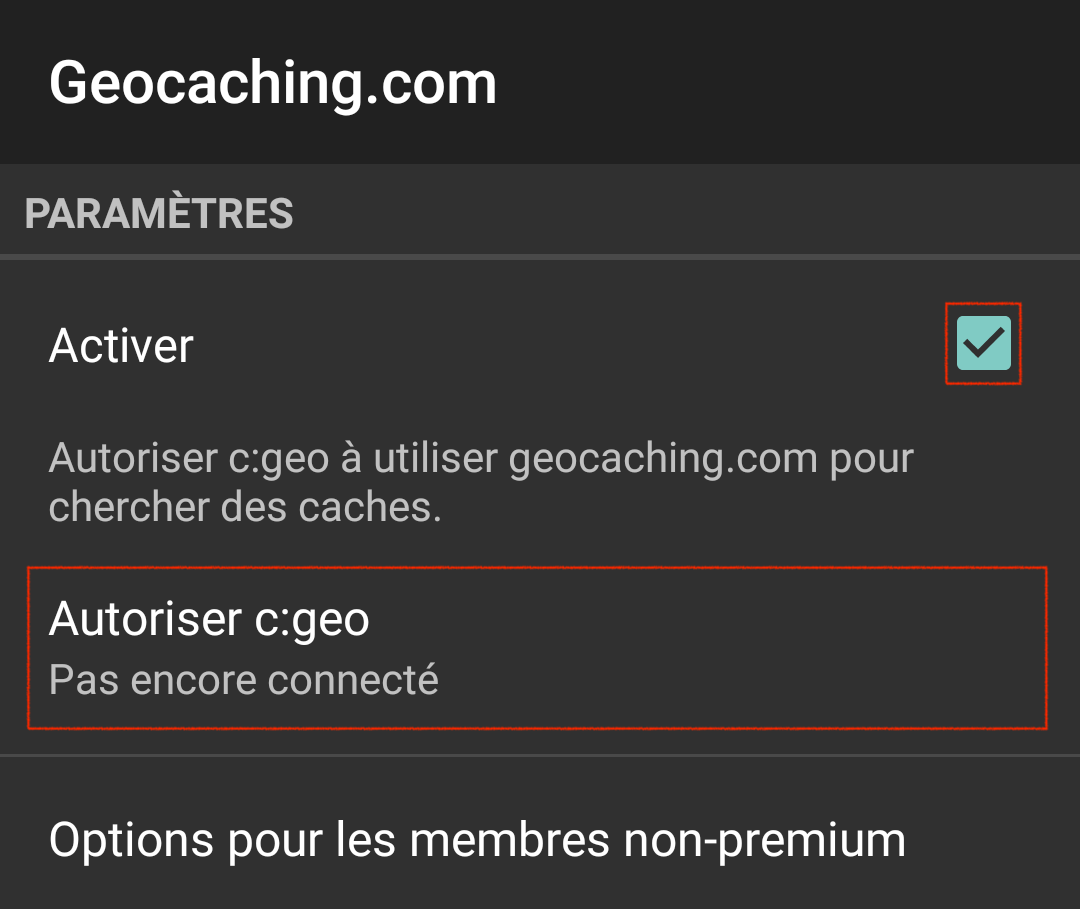 Geocaching.com
PARAMÈTRES
Activer
Autoriser c:geo à utiliser geocaching.com pour
chercher des caches.
Autoriser c:geo
Pas encore connecté
Options pour les membres non-premium